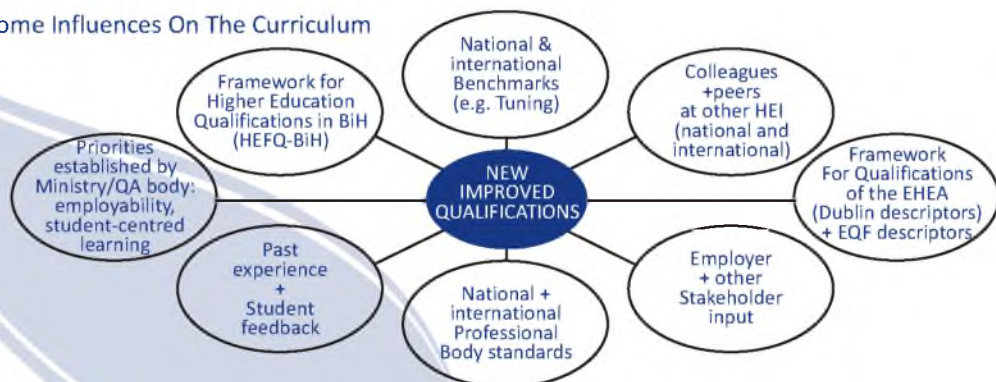 ome Influences On The Curriculum
National &
international
Benchmarks
(e.g. Tuning)
Framework for
Higher Education
Qualifications in BiH
(HEFQ-BiH)
Colleagues
+peers
at other HEI
(national and
international)
Priorities
established by
Ministry/QA body:
employability,
student-centred
learning
NEW
IMPROVED
QUALIFICATIONS
Framework
For Qualifications
of the EHEA
(Dublin descriptors)
+ EQF descriptors
Past
experience
+
Student
feedback
National +
international
Professional
Body standards
Employer
+ other
Stakeholder
input